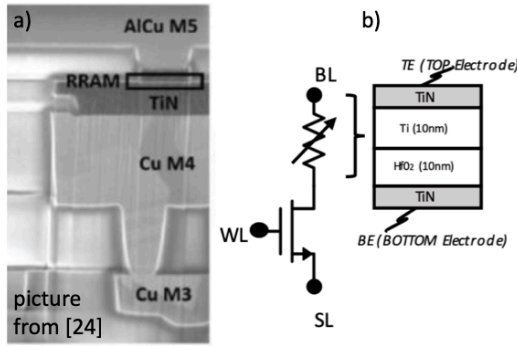 a)
AlCu M5
RRAM
TiN
Cu M4
Cu M3
picture
from [24]
b)
BL
WL
SL
TE (TOP Electrode)
TiN
Ti (10nm)
HfO₂ (10nm)
TiN
BE (BOTTOM Electrode)